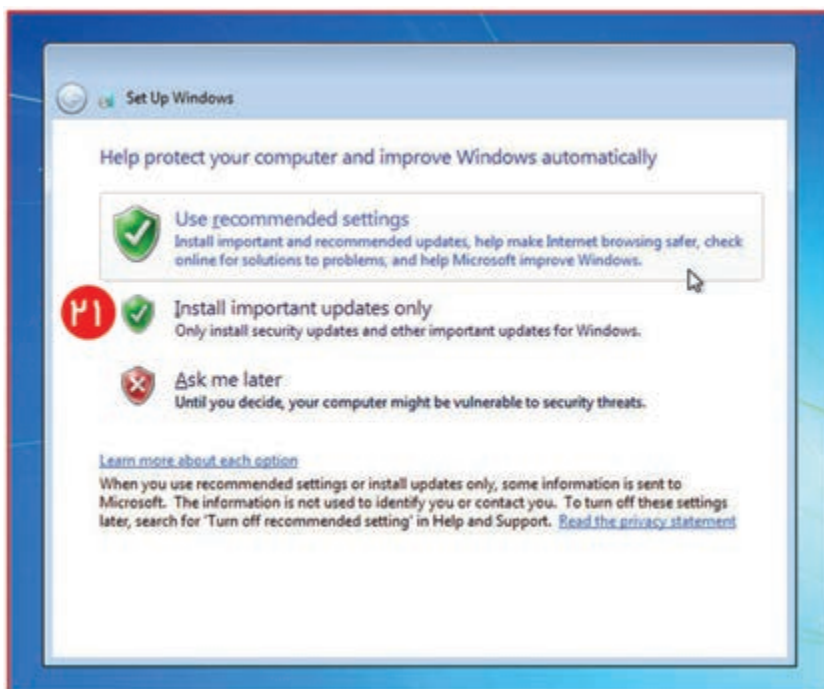 Set Up Windows
Help protect your computer and improve Windows automatically
Use recommended settings
Install important and recommended updates, help make Internet browsing safer, check
online for solutions to problems, and help Microsoft improve Windows.
۲۱
Install important updates only
Only install security updates and other important updates for Windows.
Ask me later
Until you decide, your computer might be vulnerable to security threats.
Learn more about each option
When you use recommended settings or install updates only, some information is sent to
Microsoft. The information is not used to identify you or contact you. To turn off these settings
later, search for 'Turn off recommended setting' in Help and Support. Read the privacy statement